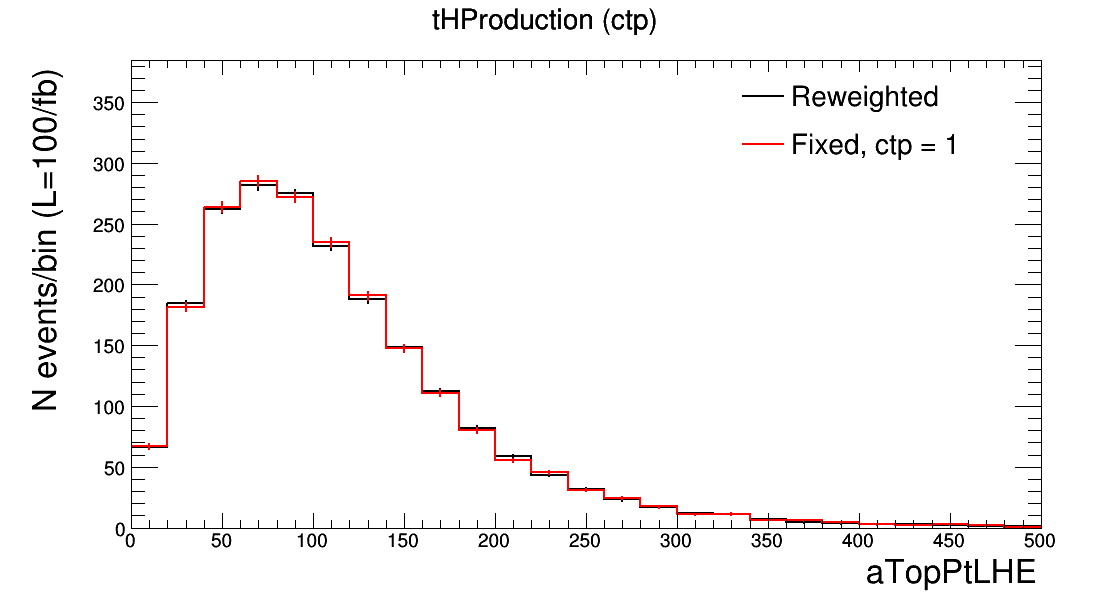 tHProduction (ctp)
N events/bin (L=100/fb)
350
300
250
200
150
100
50
0
Reweighted
Fixed, ctp = 1
0 50 100 150 200 250 300 350 400 450 500
aTopPtLHE